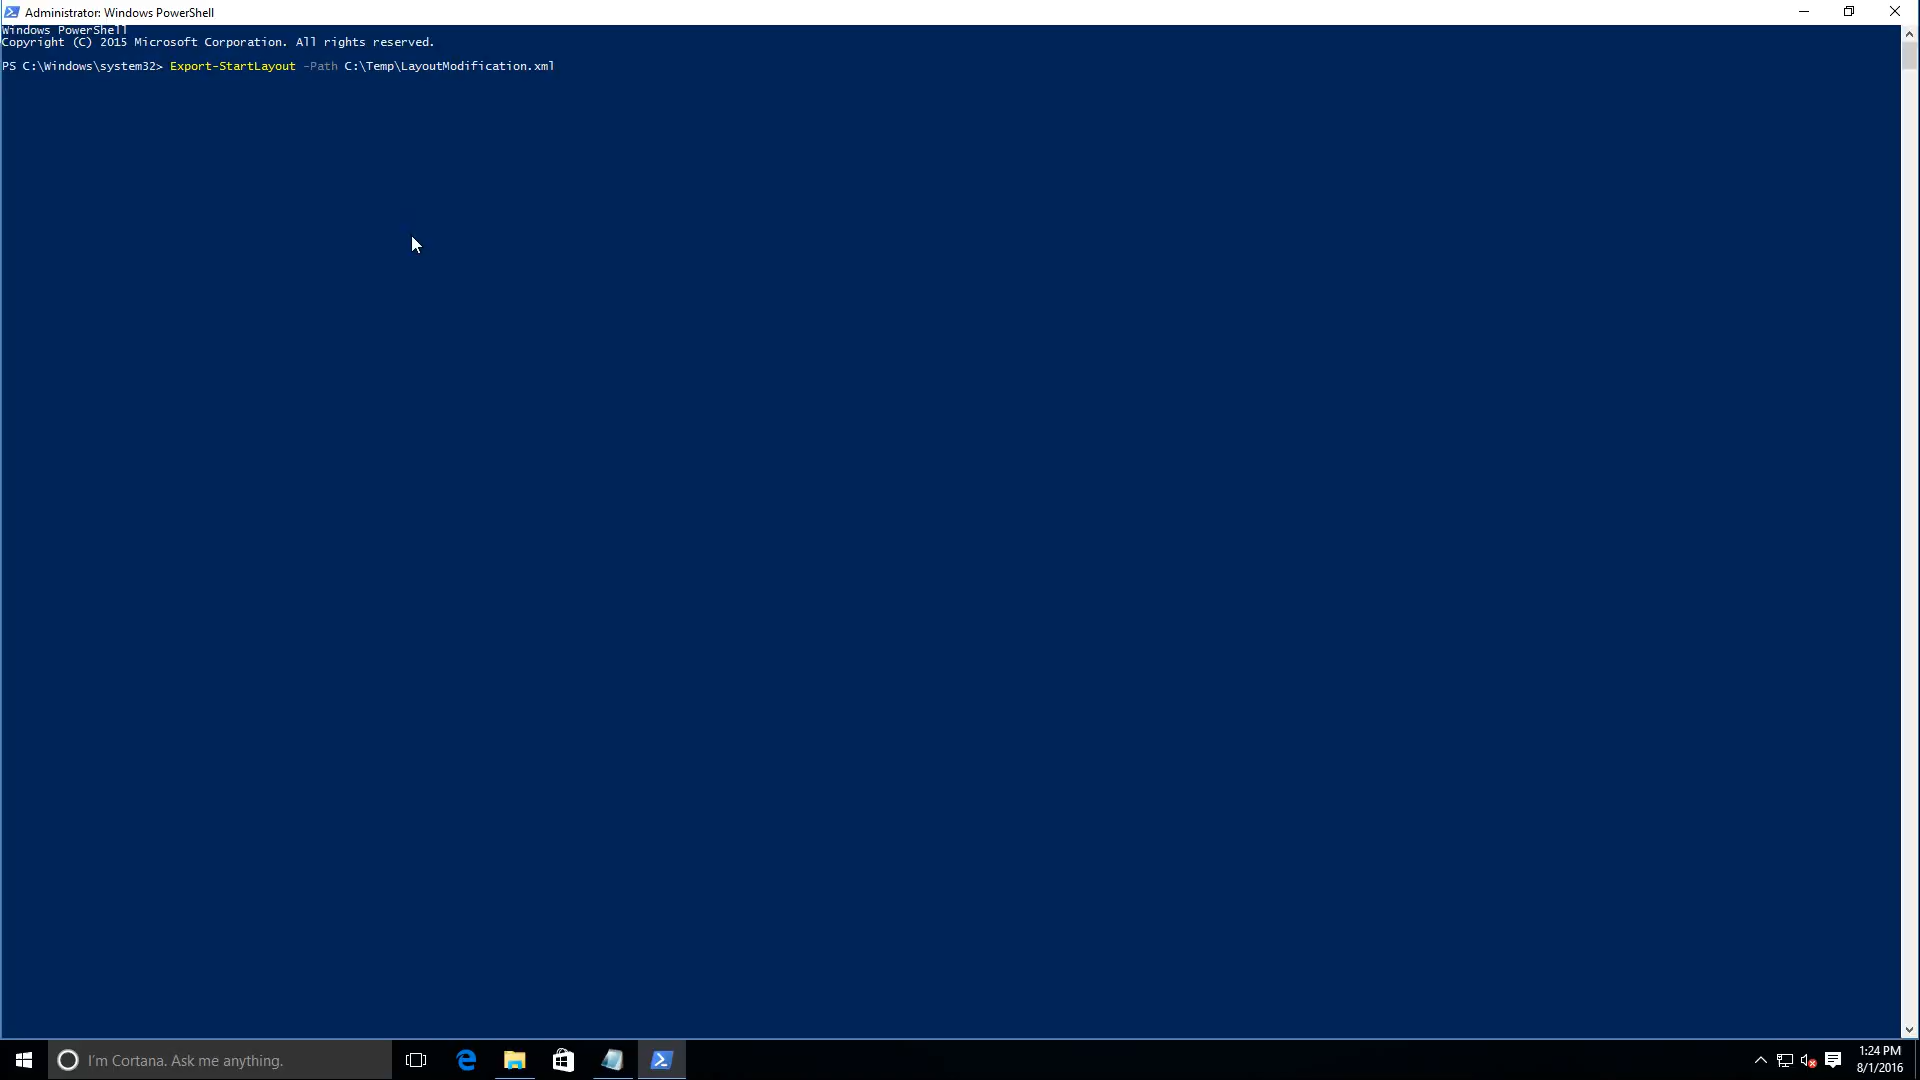 Administrator: Windows PowerShell
Windows PowerShell
Copyright (C) 2015 Microsoft Corporation. All rights reserved.
PS C:\Windows\system32> Export-StartLayout -Path C:\Temp\LayoutModification.xml
I'm Cortana. Ask me anything.
1:24 PM
8/1/2016